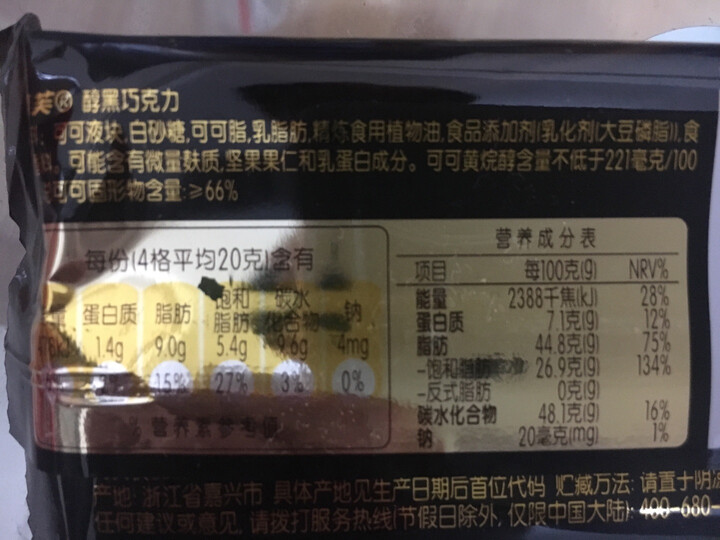 芙® 醇黑巧克力
可可液块,白砂糖,可可脂,乳脂肪,精炼食用植物油,食品添加剂(乳化剂(大豆磷脂)),食
可能含有微量麸质,坚果果仁和乳蛋白成分。可可黄烷醇含量不低于221毫克/100
可可固形物含量:≥66%
每份(4格平均20克)含有
蛋白质 脂肪 饱和脂肪 碳水化合物 钠
1.4g 9.0g 5.4g 9.6g 4mg
15% 27% 3% 0%
% 营养素参考值
营养成分表
项目 每100克(g) NRV%
能量 2388千焦(kJ) 28%
蛋白质 7.1克(g) 12%
脂肪 44.8克(g) 75%
-饱和脂肪 26.9克(g) 134%
-反式脂肪 0克(g)
碳水化合物 48.1克(g) 16%
钠 20毫克(mg) 1%
产地: 浙江省嘉兴市 具体产地见生产日期后首位代码 贮藏方法: 请置于阴凉
任何建议或意见, 请拨打服务热线(节假日除外, 仅限中国大陆): 400-680-